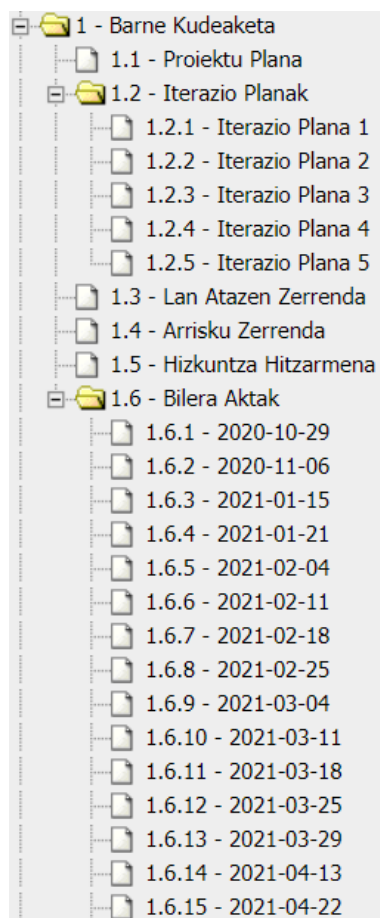 1 - Barne Kudeaketa
1.1 - Proiektu Plana
1.2 - Iterazio Planak
1.2.1 - Iterazio Plana 1
1.2.2 - Iterazio Plana 2
1.2.3 - Iterazio Plana 3
1.2.4 - Iterazio Plana 4
1.2.5 - Iterazio Plana 5
1.3 - Lan Atazen Zerrenda
1.4 - Arrisku Zerrenda
1.5 - Hizkuntza Hitzarmena
1.6 - Bilera Aktak
1.6.1 - 2020-10-29
1.6.2 - 2020-11-06
1.6.3 - 2021-01-15
1.6.4 - 2021-01-21
1.6.5 - 2021-02-04
1.6.6 - 2021-02-11
1.6.7 - 2021-02-18
1.6.8 - 2021-02-25
1.6.9 - 2021-03-04
1.6.10 - 2021-03-11
1.6.11 - 2021-03-18
1.6.12 - 2021-03-25
1.6.13 - 2021-03-29
1.6.14 - 2021-04-13
1.6.15 - 2021-04-22